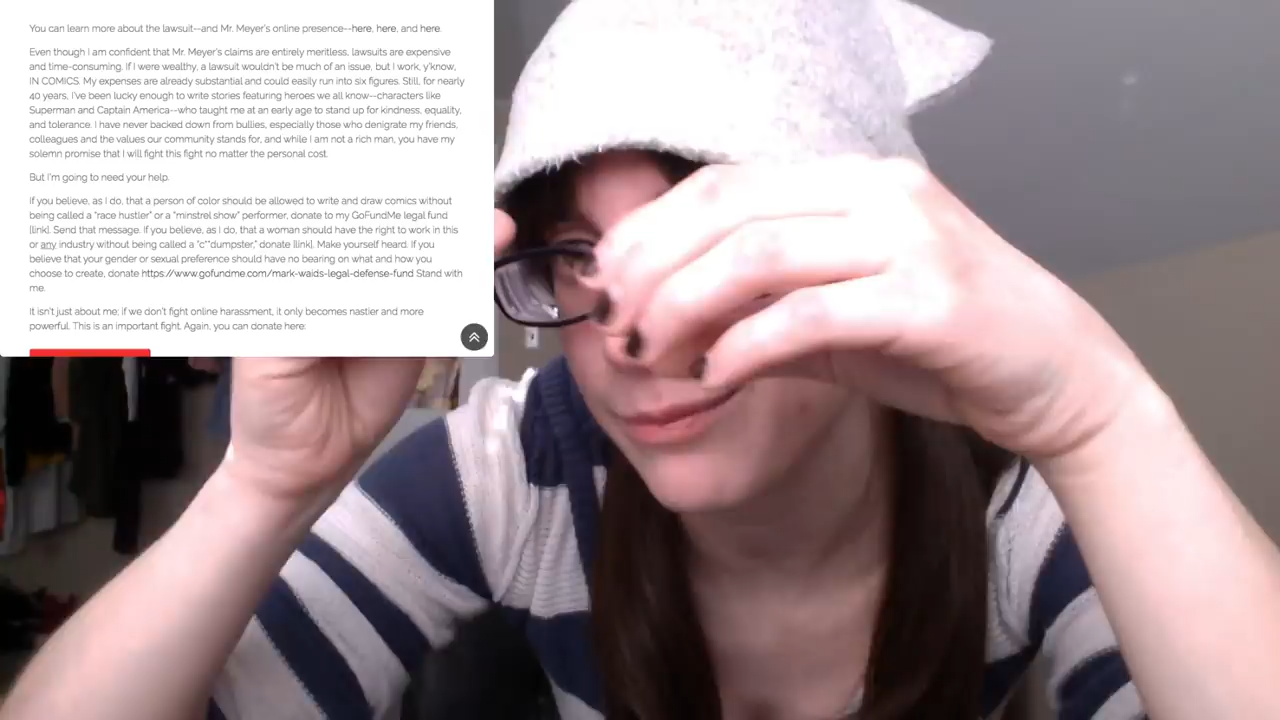 You can learn more about the lawsuit--and Mr. Meyer's online presence--here, here, and here.
Even though I am confident that Mr. Meyer's claims are entirely meritless, lawsuits are expensive
and time-consuming. If I were wealthy, a lawsuit wouldn't be much of an issue, but I work, y'know,
IN COMICS. My expenses are already substantial and could easily run into six figures. Still, for nearly
40 years, I've been lucky enough to write stories featuring heroes we all know--characters like
Superman and Captain America--who taught me at an early age to stand up for kindness, equality,
and tolerance. I have never backed down from bullies, especially those who denigrate my friends,
colleagues and the values our community stands for, and while I am not a rich man, you have my
solemn promise that I will fight this fight no matter the personal cost.
But I'm going to need your help.
If you believe, as I do, that a person of color should be allowed to write and draw comics without
being called a "race hustler" or a "minstrel show" performer, donate to my GoFundMe legal fund
[link]. Send that message. If you believe, as I do, that a woman should have the right to work in this
or any industry without being called a "c**dumpster," donate [link]. Make yourself heard. If you
believe that your gender or sexual preference should have no bearing on what and how you
choose to create, donate https://www.gofundme.com/mark-waids-legal-defense-fund Stand with
me.
It isn't just about me; if we don't fight online harassment, it only becomes nastier and more
powerful. This is an important fight. Again, you can donate here: